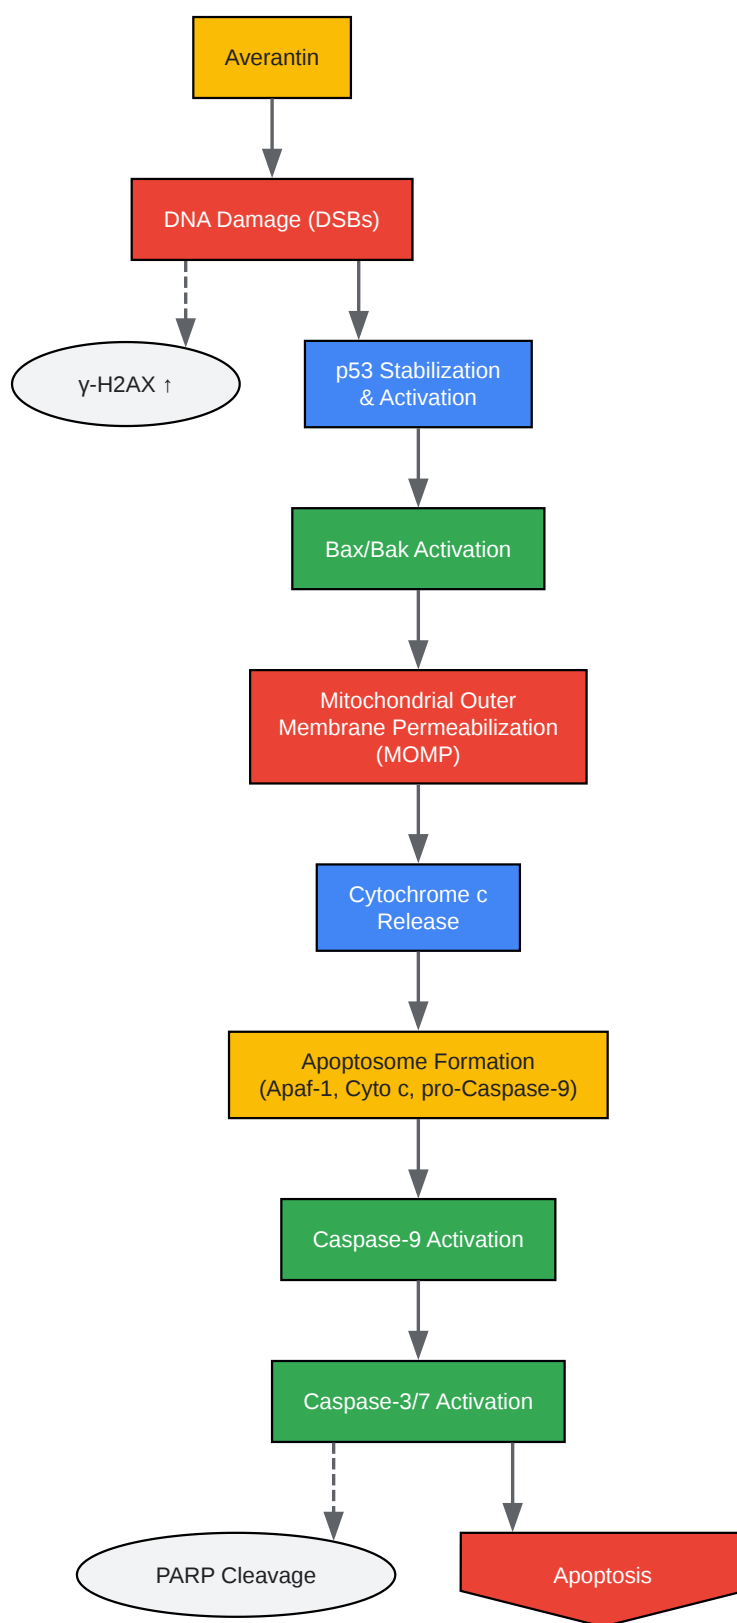 Averantin
DNA Damage (DSBs)
γ-H2AX ↑
p53 Stabilization
& Activation
Bax/Bak Activation
Mitochondrial Outer
Membrane Permeabilization
(MOMP)
Cytochrome c
Release
Apoptosome Formation
(Apaf-1, Cyto c, pro-Caspase-9)
Caspase-9 Activation
Caspase-3/7 Activation
PARP Cleavage
Apoptosis